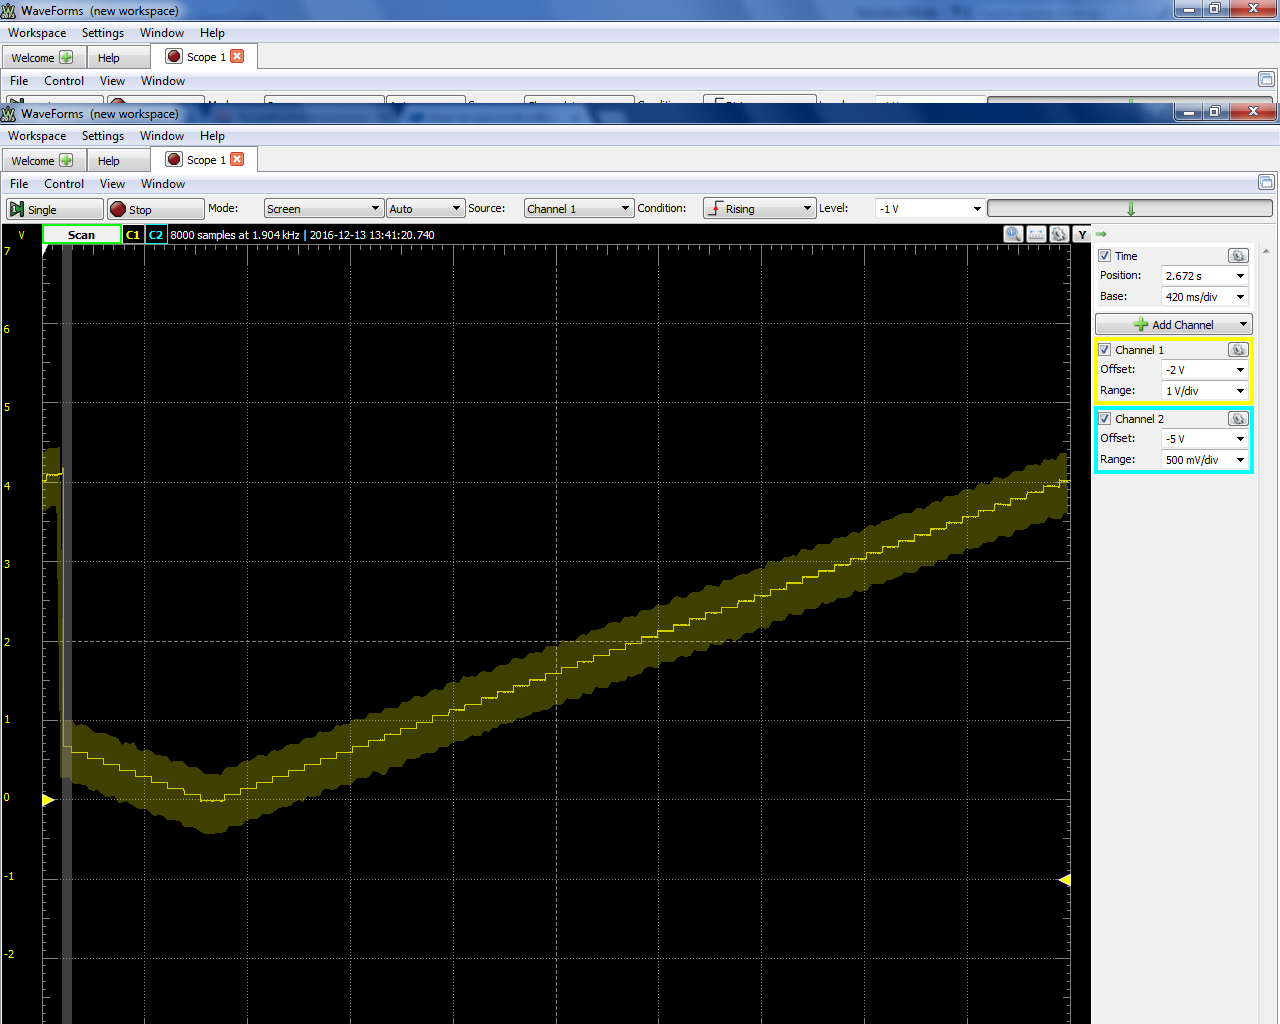 WaveForms (new workspace)
Workspace Settings Window Help
Welcome Help Scope 1
File Control View Window
WaveForms (new workspace)
Workspace Settings Window Help
Welcome Help Scope 1
File Control View Window
Single Stop Mode: Screen Auto Source: Channel 1 Condition: Rising Level: -1 V
V Scan C1 C2 8000 samples at 1.904 kHz | 2016-12-13 13:41:20.740 Y
7
6
5
4
3
2
1
0
-1
-2
Time
Position: 2.672 s
Base: 420 ms/div
Add Channel
Channel 1
Offset: -2 V
Range: 1 V/div
Channel 2
Offset: -5 V
Range: 500 mV/div